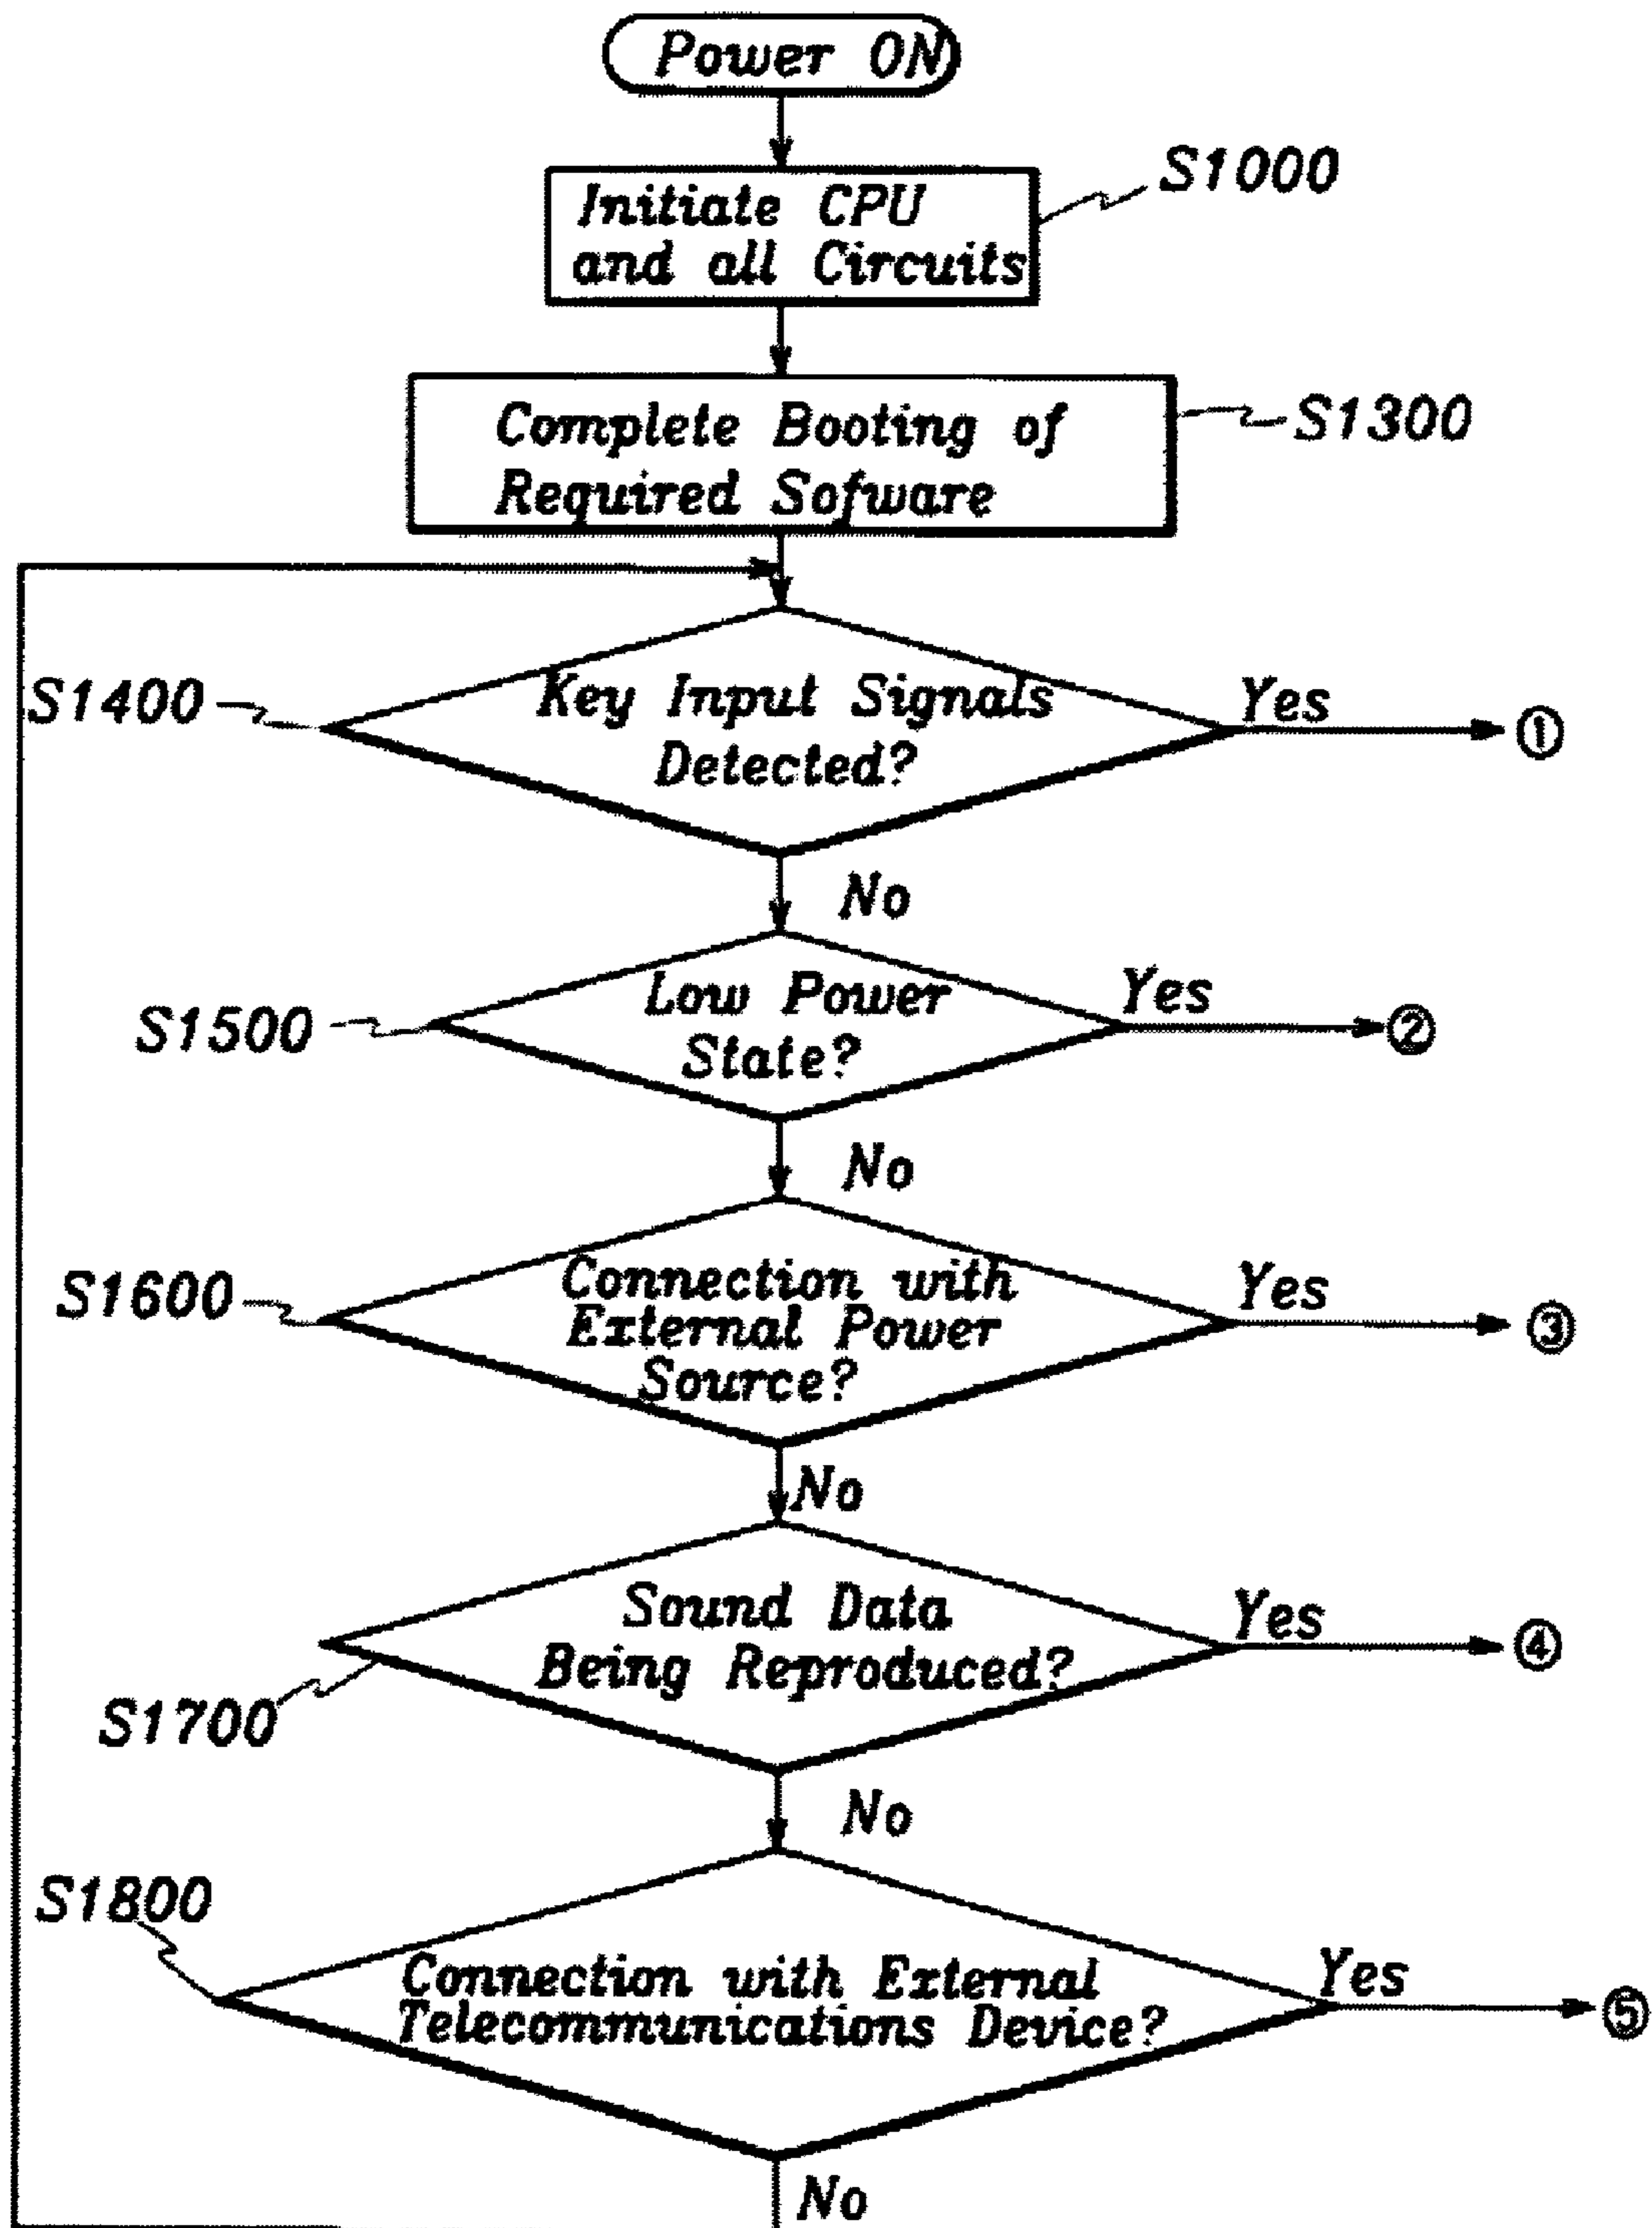 Power ON
Initiate CPU
and all Circuits
S1000
Complete Booting of
Required Sofware
S1300
S1400
Key Input Signals
Detected?
Yes
①
No
S1500
Low Power
State?
Yes
②
No
S1600
Connection with
External Power
Source?
Yes
③
No
Sound Data
Being Reproduced?
Yes
④
S1700
No
S1800
Connection with External
Telecommunications Device?
Yes
⑤
No